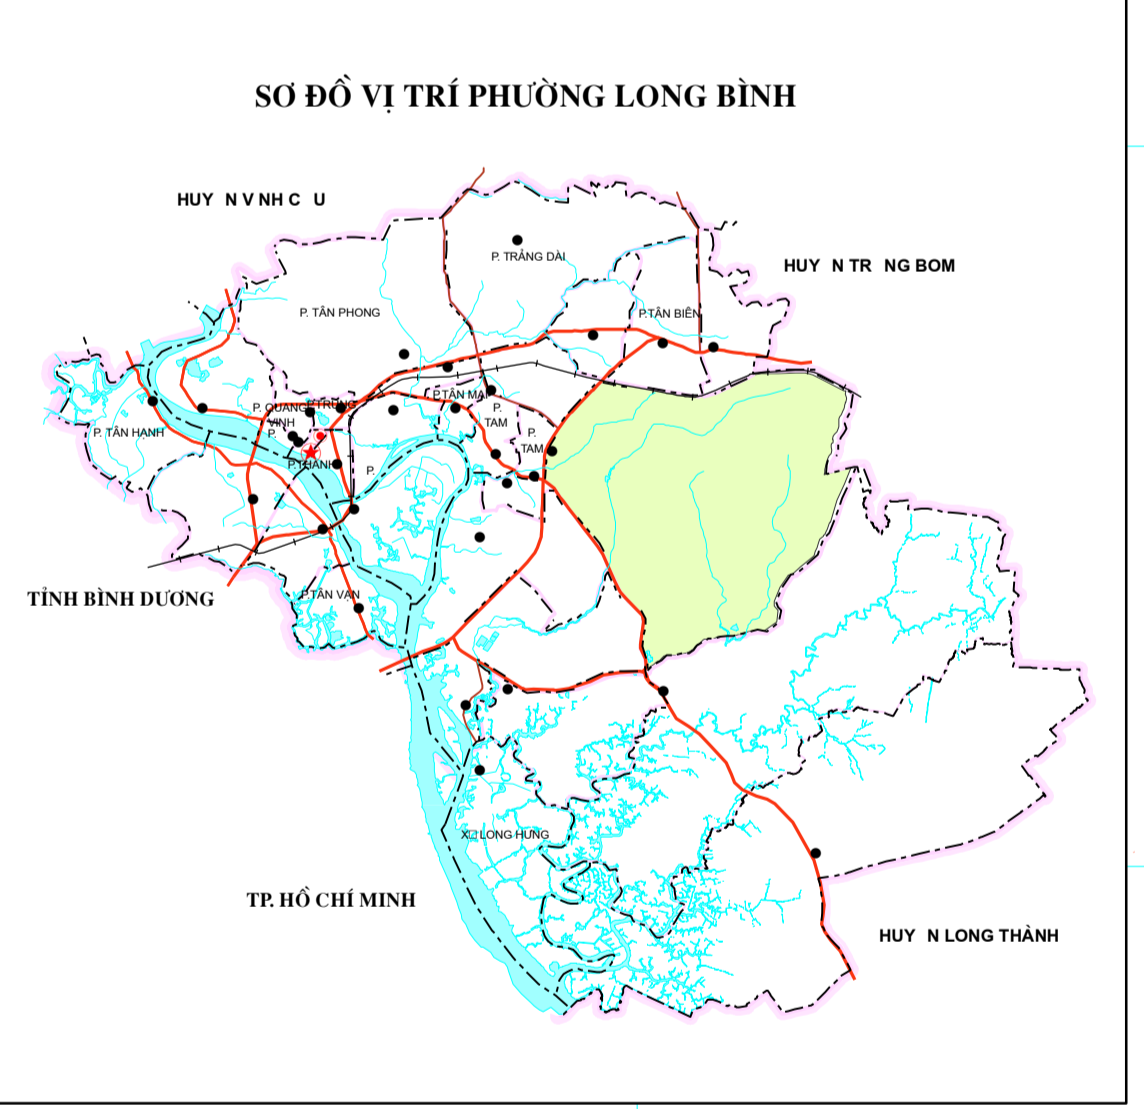 SƠ ĐỒ VỊ TRÍ PHƯỜNG LONG BÌNH
HUY N V NH C U
P. TRẢNG DÀI
HUY N TR NG BOM
P. TÂN PHONG
P.TÂN BIÊN
P.TÂN MAI
P. QUANG
VINH
P.TRUNG
P.
TAM
P. TÂN HẠNH
P.
P.
TAM
P.THANH
P.
TỈNH BÌNH DƯƠNG
P.TÂN VẠN
X□ LONG HƯNG
TP. HỒ CHÍ MINH
HUY N LONG THÀNH